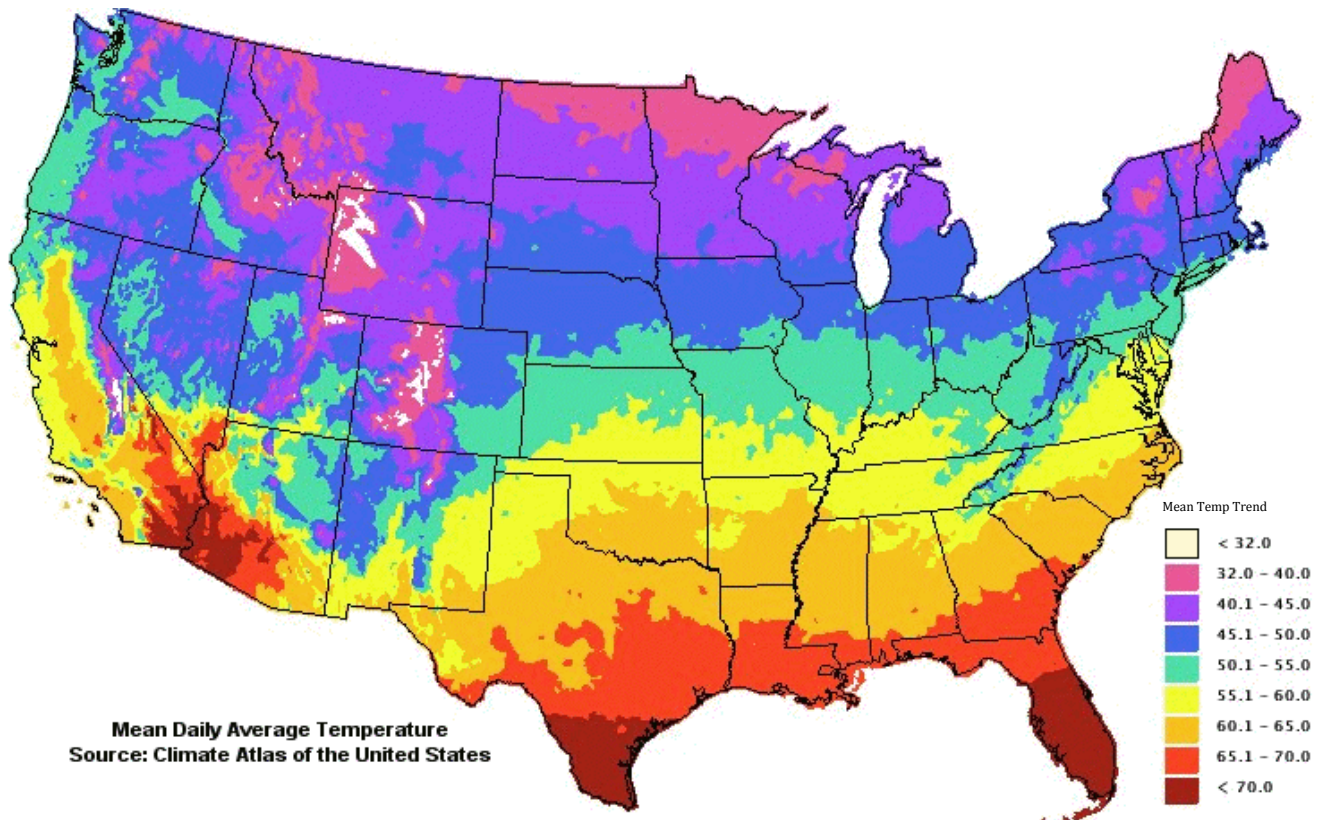 Mean Temp Trend
< 32.0
32.0 - 40.0
40.1 - 45.0
45.1 - 50.0
50.1 - 55.0
55.1 - 60.0
60.1 - 65.0
65.1 - 70.0
< 70.0
Mean Daily Average Temperature
Source: Climate Atlas of the United States